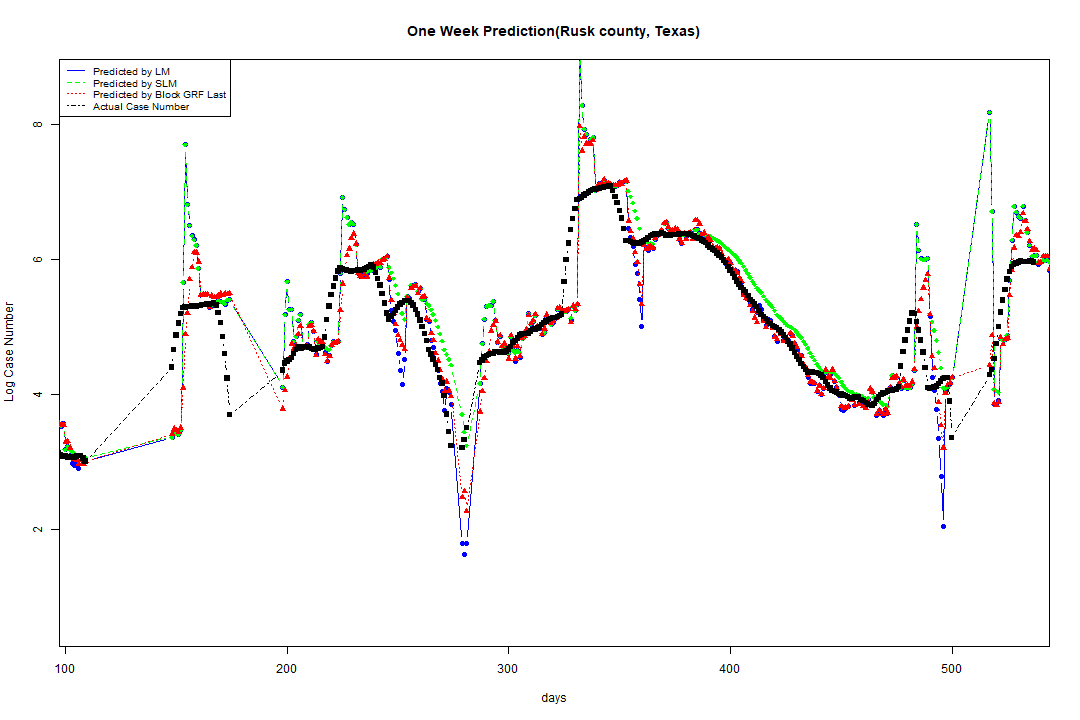 One Week Prediction(Rusk county, Texas)
Predicted by LM
Predicted by SLM
Predicted by Block GRF Last
Actual Case Number
8
6
4
2
Log Case Number
100 200 300 400 500
days